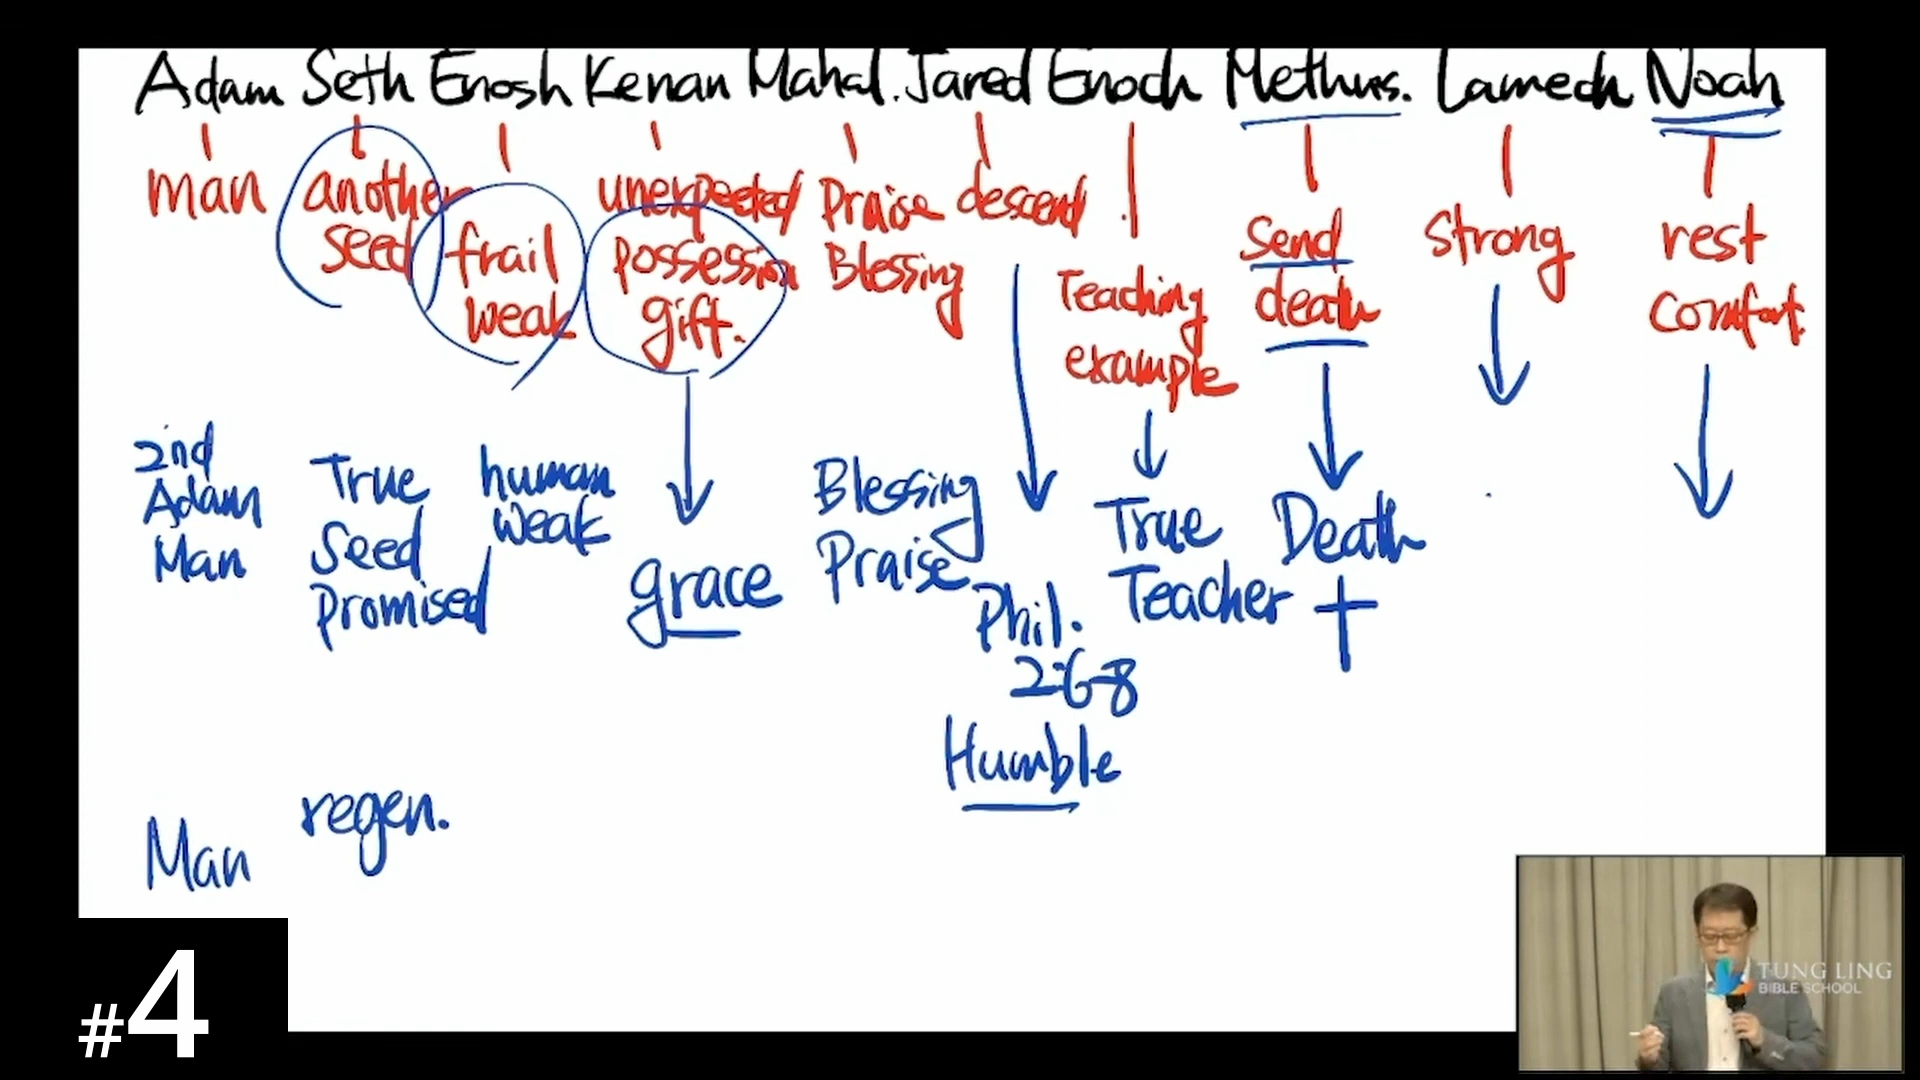 Adam Seth Enosh Kenan Mahal. Jared Enoch Methus. Lamech Noah
man
another
seed
frail
weak
unexpected
possession
gift.
Praise
Blessing
descend
Teaching
example
send
death
strong
rest
comfort.
2nd
Adam
Man
True
Seed
Promised
human
weak
grace
Blessing
Praise
Phil.
2:6-8
Humble
True
Teacher
Death
Man
regen.
#4
TUNG LING
BIBLE SCHOOL